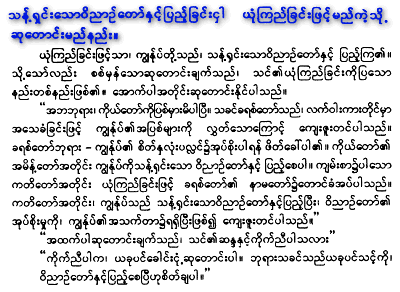 သန့်ရှင်းသောဝိညာဉ်တော်နှင့်ပြည့်ခြင်းငှါ ယုံကြည်ခြင်းဖြင့်မည်ကဲ့သို့
ဆုတောင်းမည်နည်း။
ယုံကြည်ခြင်းဖြင့်သာ၊ ကျွန်ုပ်တို့သည်၊ သန့်ရှင်းသောဝိညာဉ်တော်နှင့် ပြည့်ကြ၏။
သို့သော်လည်း စစ်မှန်သောဆုတောင်းချက်သည်၊ သင်၏ယုံကြည်ခြင်းကိုပြသော
နည်းတစ်နည်းဖြစ်၏။ အောက်ပါအတိုင်းဆုတောင်းနိုင်ပါသည်။
“အဘဘုရား၊ ကိုယ်တော်ကိုပြစ်မှားမိပါပြီ။ သခင်ခရစ်တော်သည်၊ လက်ဝါးကားတိုင်မှာ
အသေခံခြင်းဖြင့် ကျွန်ုပ်၏အပြစ်များကို လွှတ်သောကြောင့် ကျေးဇူးတင်ပါသည်။
ခရစ်တော်ဘုရား – ကျွန်ုပ်၏ စိတ်နှလုံးပလ္လင်၌အုပ်စိုးပါရန် ဖိတ်ခေါ်ပါ၏။ ကိုယ်တော်၏
အမိန့်တော်အတိုင်း ကျွန်ုပ်ကိုသန့်ရှင်းသော ဝိညာဉ်တော်နှင့် ပြည့်စေပါ။ ကျမ်းစာ၌ပါသော
ကတိတော်အတိုင်း ယုံကြည်ခြင်းဖြင့် ခရစ်တော်၏ နာမတော်၌တောင်းခံအပ်ပါသည်။
ကတိတော်အတိုင်း၊ ကျွန်ုပ်သည် သန့်ရှင်းသောဝိညာဉ်တော်နှင့်ပြည့်ပြီး၊ ဝိညာဉ်တော်၏
အုပ်စိုးမှုကို၊ ကျွန်ုပ်၏အသက်တာ၌ရရှိပြီးဖြစ်၍ ကျေးဇူးတင်ပါသည်။”
“အထက်ပါဆုတောင်းချက်သည်၊ သင်၏ဆန္ဒနှင့်ကိုက်ညီပါသလား”
“ကိုက်ညီပါက၊ ယခုပင်ခေါင်းငုံ့ဆုတောင်းပါ။ ဘုရားသခင်သည်ယခုပင်သင့်ကို၊
ဝိညာဉ်တော်နှင့်ပြည့်စေပြီဟုစိတ်ချပါ။”